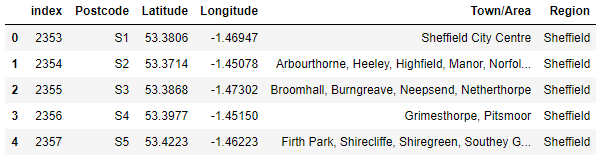 index Postcode Latitude Longitude Town/Area Region
0 2353 S1 53.3806 -1.46947 Sheffield City Centre Sheffield
1 2354 S2 53.3714 -1.45078 Arbourthorne, Heeley, Highfield, Manor, Norfol... Sheffield
2 2355 S3 53.3868 -1.47302 Broomhall, Burngreave, Neepsend, Netherthorpe Sheffield
3 2356 S4 53.3977 -1.45150 Grimesthorpe, Pitsmoor Sheffield
4 2357 S5 53.4223 -1.46223 Firth Park, Shirecliffe, Shiregreen, Southey G... Sheffield